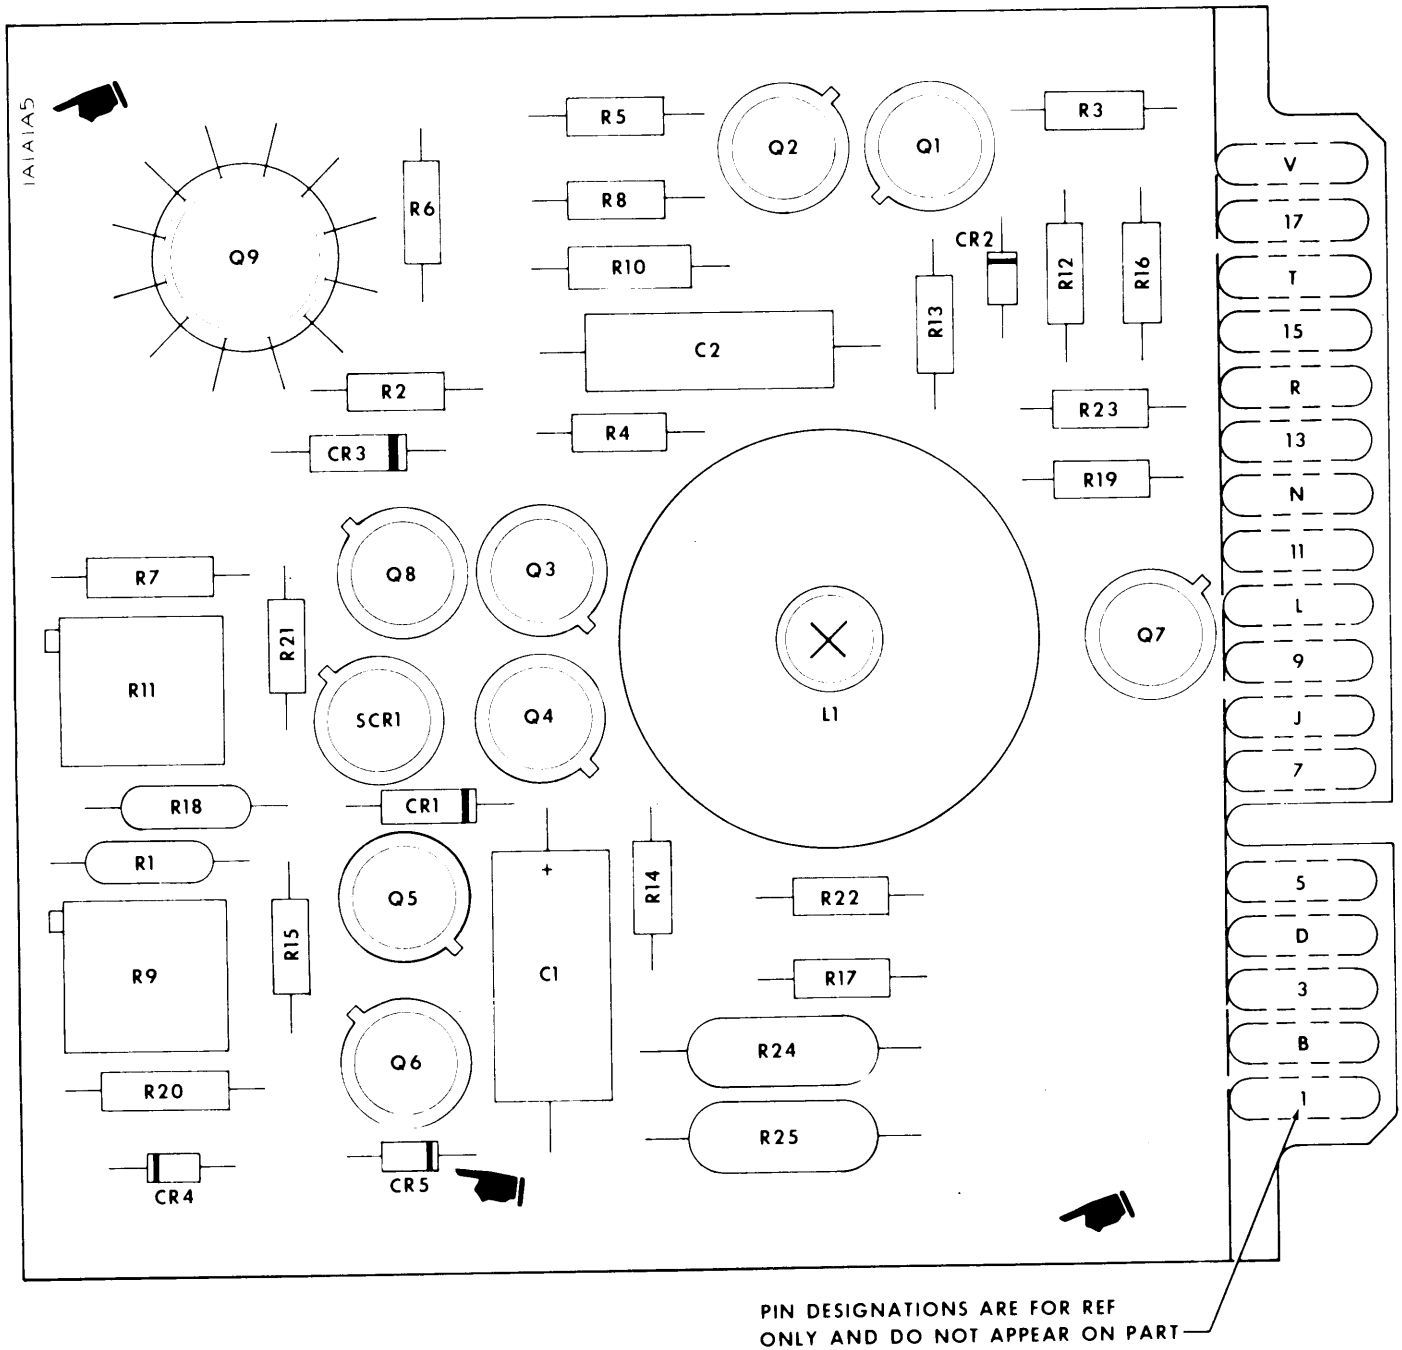 1A1A1A5
R5
Q2
Q1
R3
V
R6
R8
17
Q9
CR2
R10
R12
R16
T
R13
15
C2
R2
R23
R
R4
CR3
13
R19
N
Q8
Q3
11
R7
L
R21
Q7
9
R11
SCR1
Q4
L1
J
7
R18
CR1
R1
+
R14
5
Q5
R22
R15
D
R9
C1
R17
3
Q6
R24
B
R20
R25
1
CR4
CR5
PIN DESIGNATIONS ARE FOR REF
ONLY AND DO NOT APPEAR ON PART